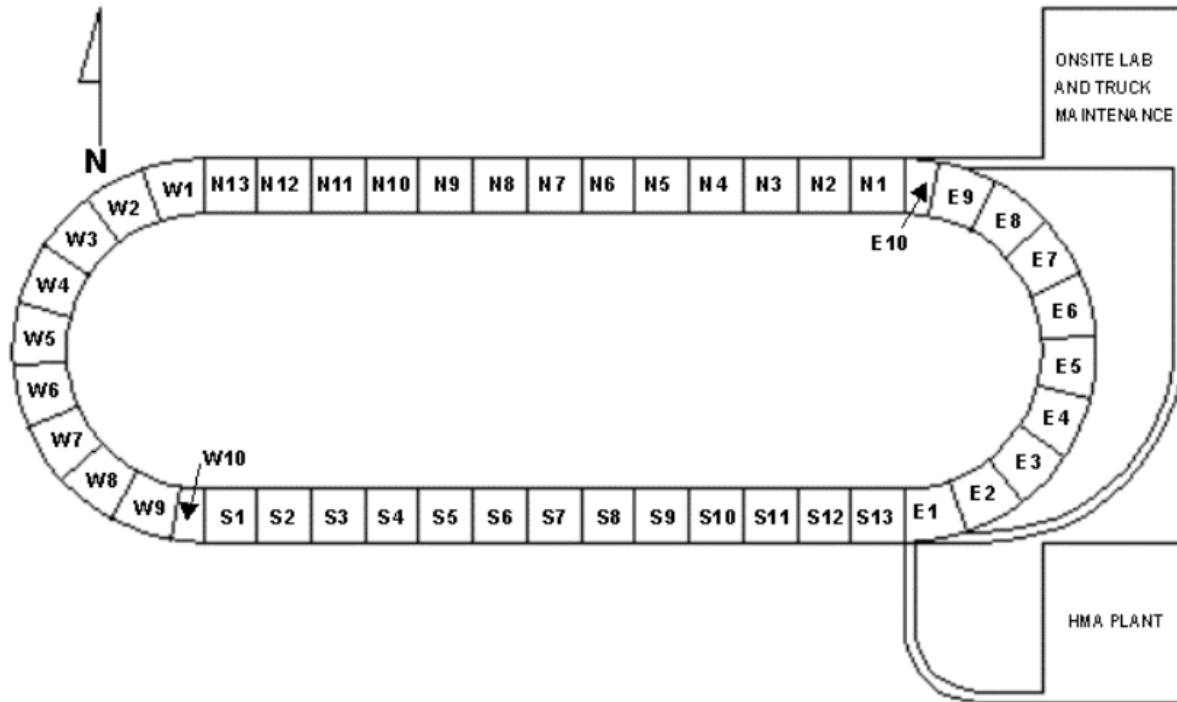 ONSITE LAB
AND TRUCK
MAINTENANCE
N
W1 N13 N12 N11 N10 N9 N8 N7 N6 N5 N4 N3 N2 N1
E9
W2
E8
W3
E10
E7
W4
E6
W5
E5
W6
E4
W7
W10
E3
W8
E2
W9
S1 S2 S3 S4 S5 S6 S7 S8 S9 S10 S11 S12 S13 E1
HMA PLANT